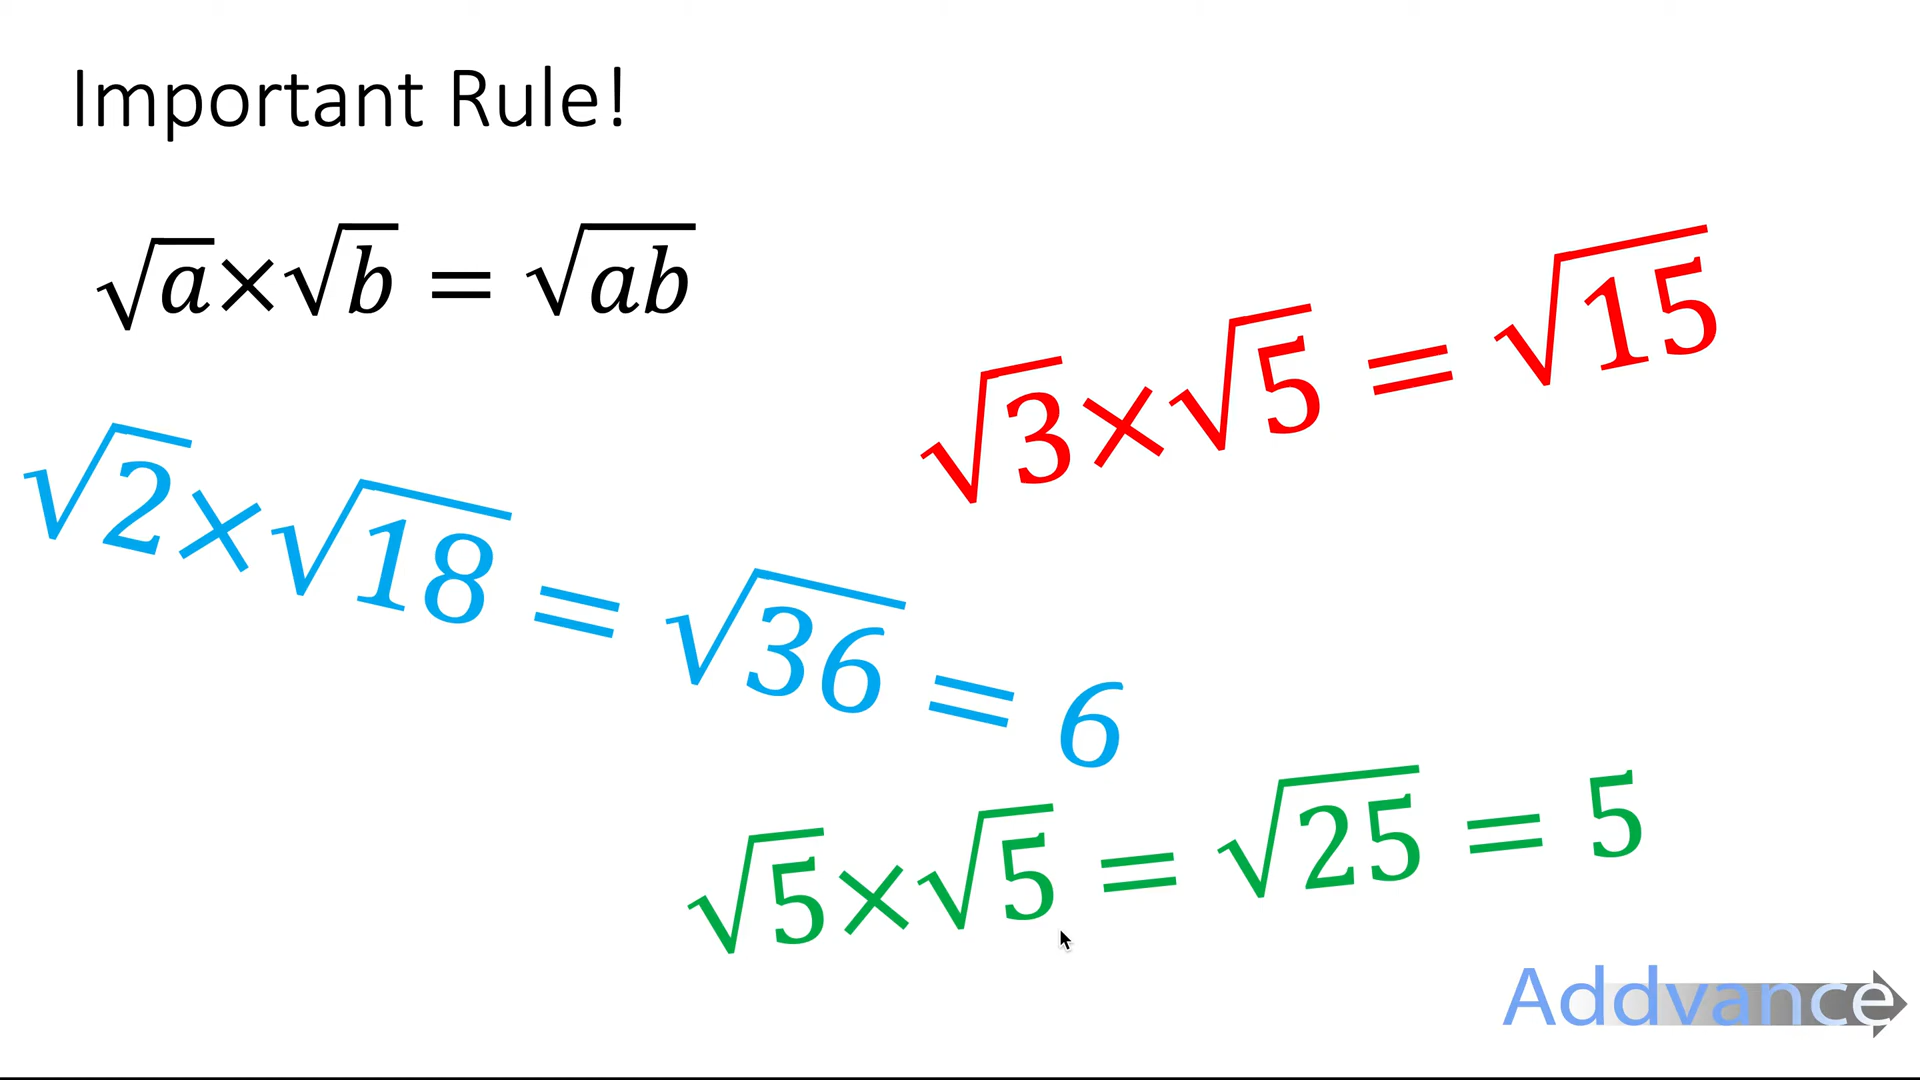 Important Rule!
√a×√b = √ab
√3×√5 = √15
√2×√18 = √36 = 6
√5×√5 = √25 = 5
Addvance